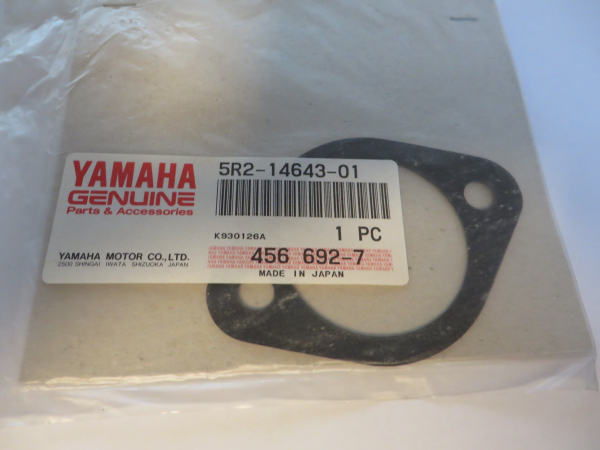 YAMAHA
GENUINE
Parts & Accessories
5R2-14643-01
K930126A
1 PC
YAMAHA MOTOR CO.,LTD.
2500 SHINGAI IWATA SHIZUOKA JAPAN
456 692-7
MADE IN JAPAN